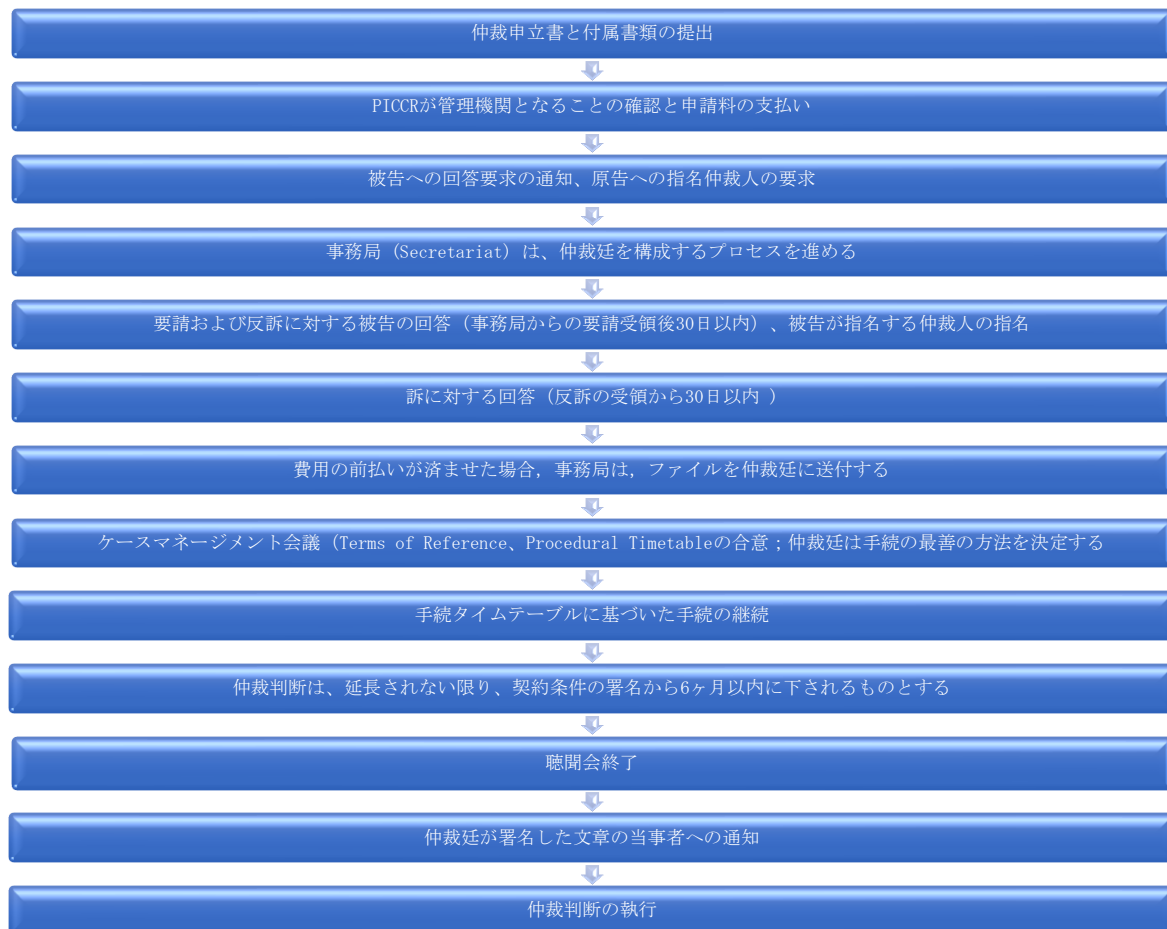 仲裁申立書と付属書類の提出
PICCRが管理機関となることの確認と申請料の支払い
被告への回答要求の通知、原告への指名仲裁人の要求
事務局 (Secretariat) は、仲裁廷を構成するプロセスを進める
要請および反訴に対する被告の回答 (事務局からの要請受領後30日以内) 、被告が指名する仲裁人の指名
訴に対する回答 (反訴の受領から30日以内 )
費用の前払いが済ませた場合, 事務局は, ファイルを仲裁廷に送付する
ケースマネージメント会議 (Terms of Reference、Procedural Timetableの合意 ; 仲裁廷は手続の最善の方法を決定する
手続タイムテーブルに基づいた手続の継続
仲裁判断は、延長されない限り、契約条件の署名から6ヶ月以内に下されるものとする
聴聞会終了
仲裁廷が署名した文章の当事者への通知
仲裁判断の執行